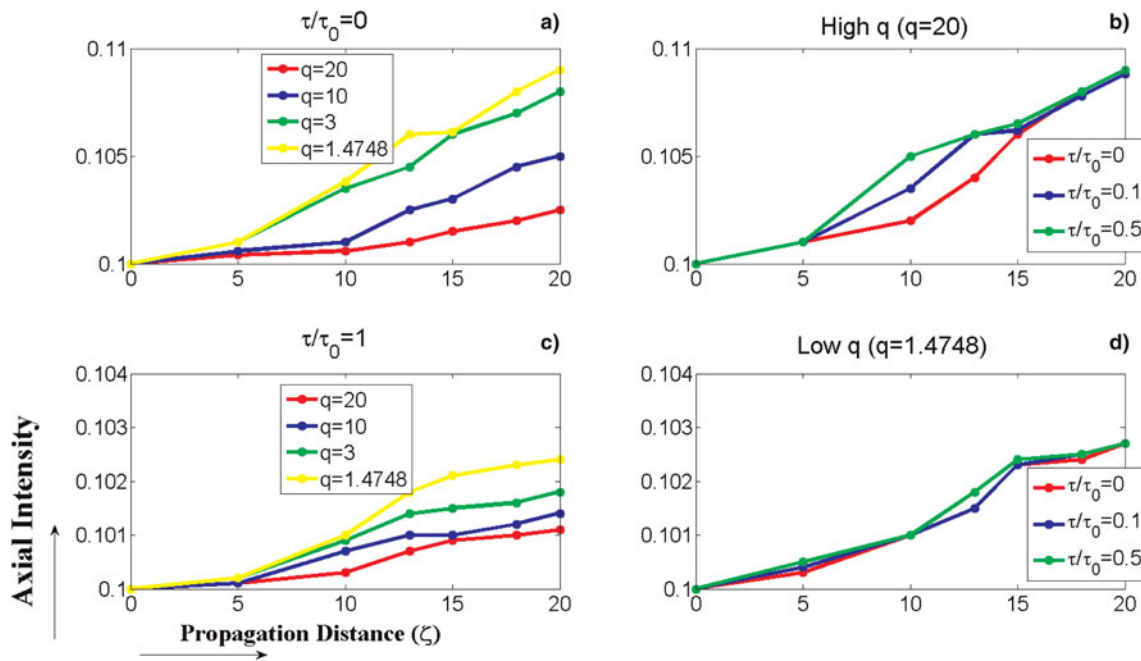 τ/τ0=0
a)
0.11
0.105
0.1
0 5 10 15 20
q=20
q=10
q=3
q=1.4748
High q (q=20)
b)
0.11
0.105
0.1
0 5 10 15 20
τ/τ0=0
τ/τ0=0.1
τ/τ0=0.5
τ/τ0=1
c)
0.104
0.103
0.102
0.101
0.1
0 5 10 15 20
q=20
q=10
q=3
q=1.4748
Low q (q=1.4748)
d)
0.104
0.103
0.102
0.101
0.1
0 5 10 15 20
τ/τ0=0
τ/τ0=0.1
τ/τ0=0.5
Axial Intensity
Propagation Distance (ζ)